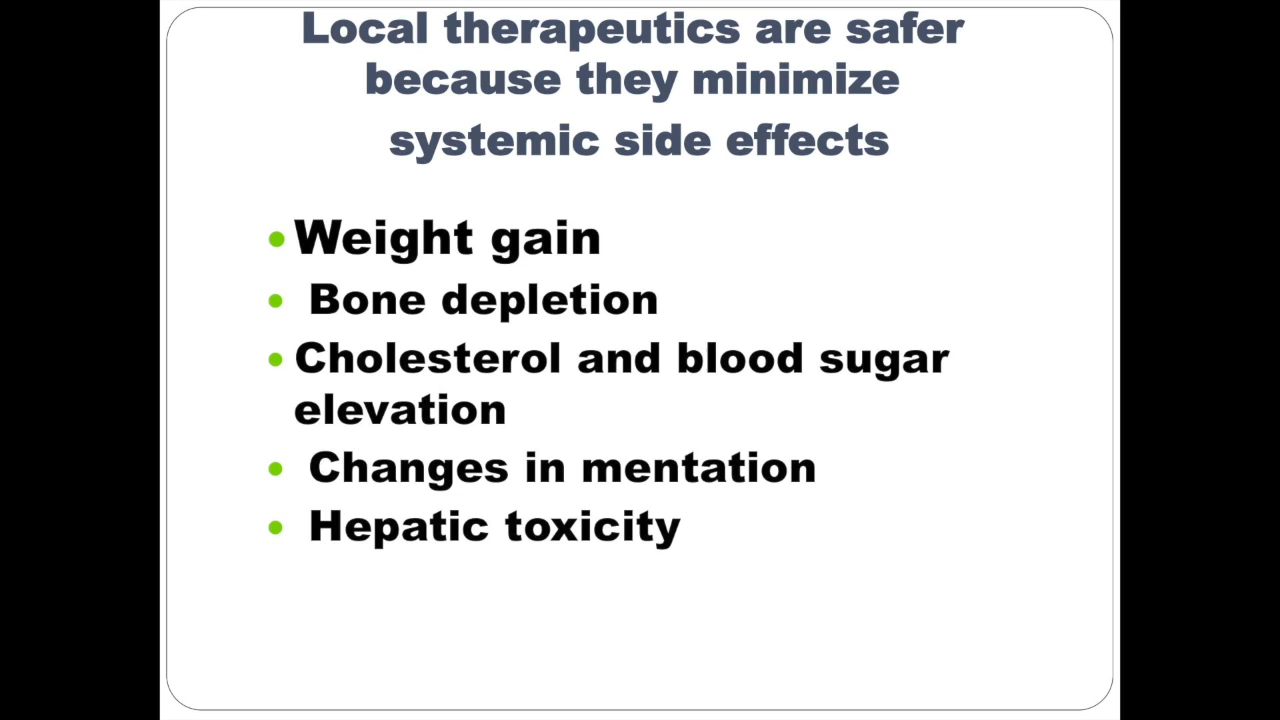 Local therapeutics are safer
because they minimize
systemic side effects
• Weight gain
• Bone depletion
• Cholesterol and blood sugar
elevation
• Changes in mentation
• Hepatic toxicity